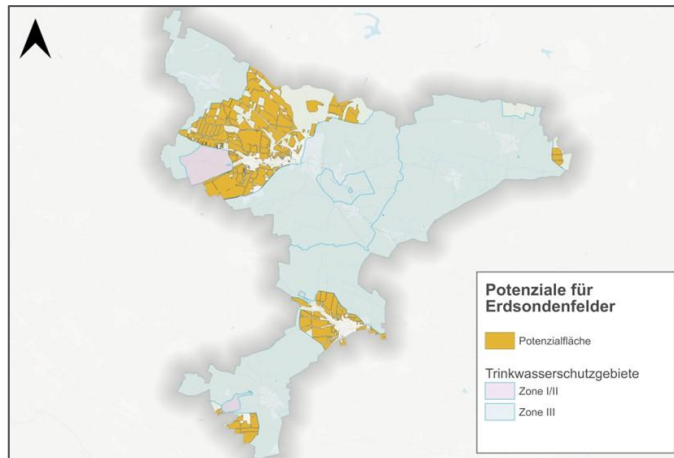 Potenziale für
Erdsondenfelder
Potenzialfläche
Trinkwasserschutzgebiete
Zone I/II
Zone III